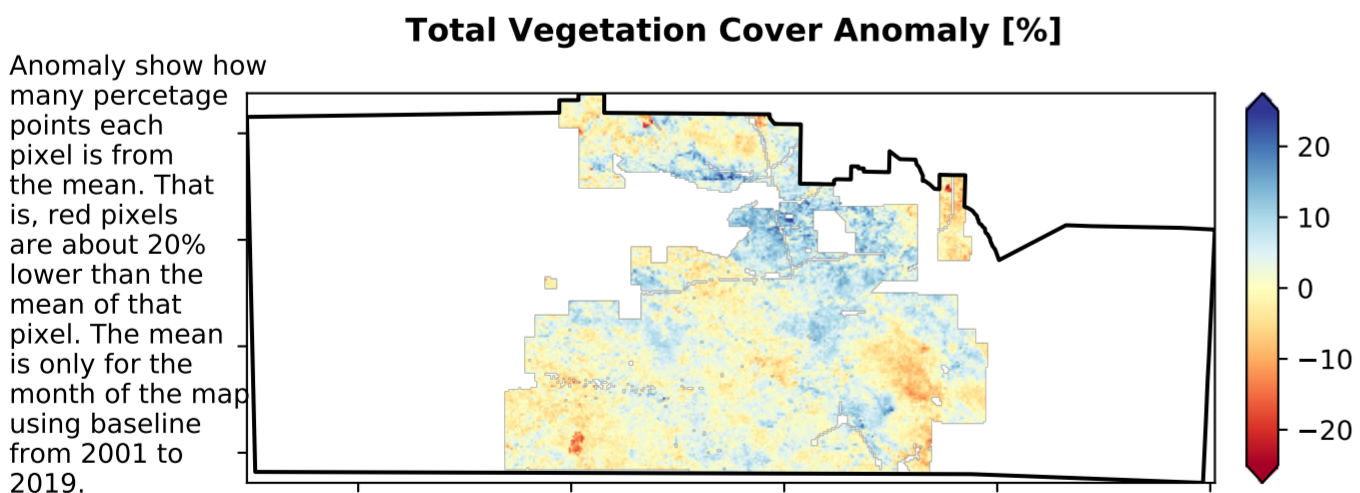 Total Vegetation Cover Anomaly [%]
Anomaly show how
many percetage
points each
pixel is from
the mean. That
is, red pixels
are about 20%
lower than the
mean of that
pixel. The mean
is only for the
month of the map
using baseline
from 2001 to
2019.
20
10
0
−10
−20